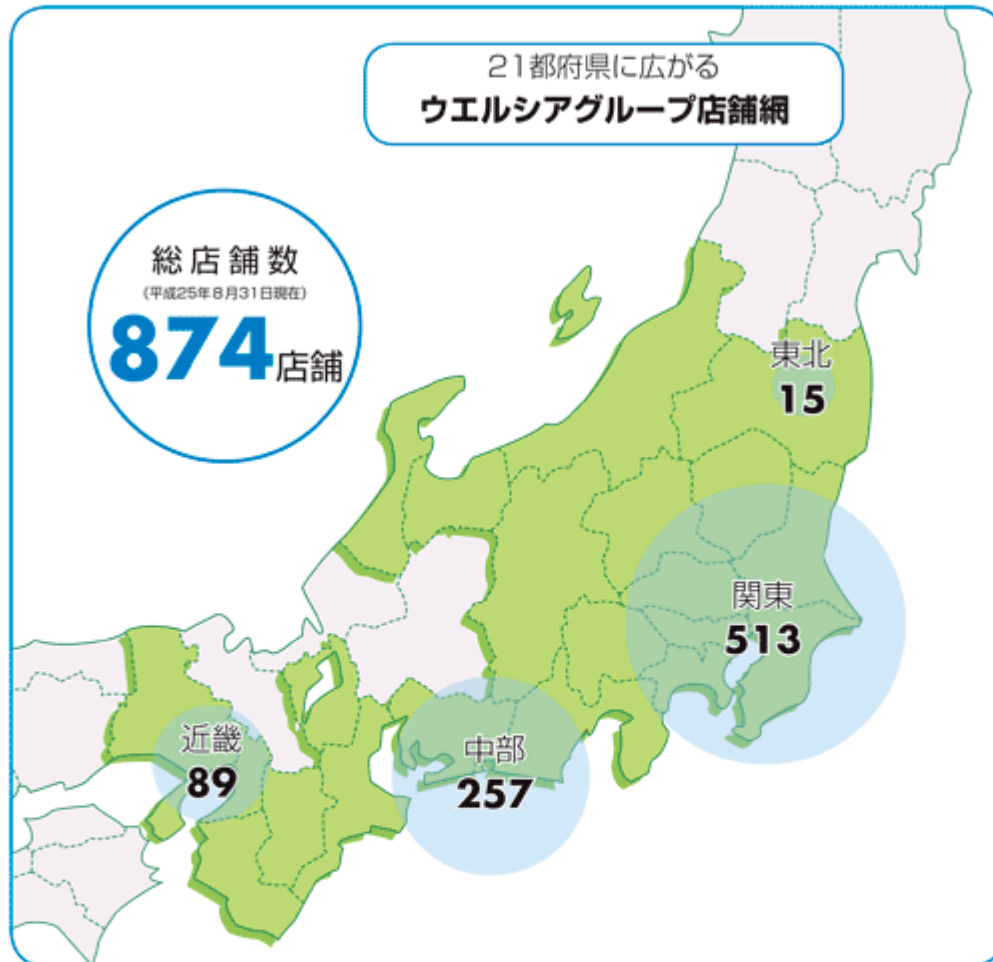 21都府県に広がる
ウエルシアグループ店舗網
総店舗数
(平成25年8月31日現在)
874店舗
東北
15
関東
513
中部
257
近畿
89